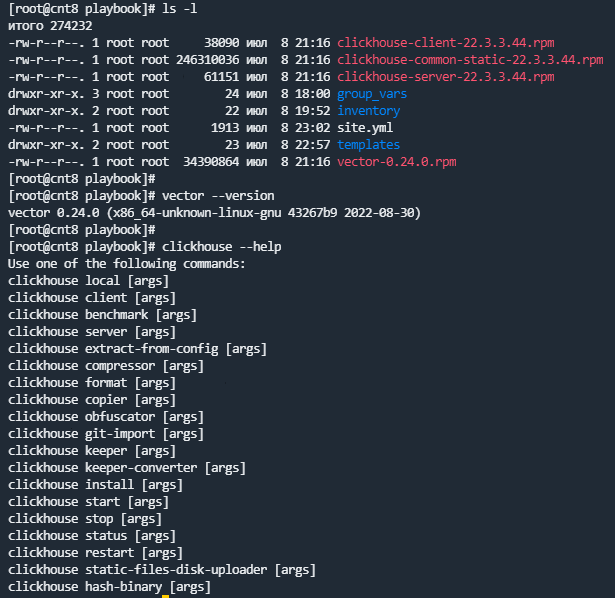 [root@cnt8 playbook]# ls -l
итого 274232
-rw-r--r--. 1 root root     38090 июл  8 21:16 clickhouse-client-22.3.3.44.rpm
-rw-r--r--. 1 root root 246310036 июл  8 21:16 clickhouse-common-static-22.3.3.44.rpm
-rw-r--r--. 1 root root     61151 июл  8 21:16 clickhouse-server-22.3.3.44.rpm
drwxr-xr-x. 3 root root        24 июл  8 18:00 group_vars
drwxr-xr-x. 2 root root        22 июл  8 19:52 inventory
-rw-r--r--. 1 root root      1913 июл  8 23:02 site.yml
drwxr-xr-x. 2 root root        23 июл  8 22:57 templates
-rw-r--r--. 1 root root  34390864 июл  8 21:16 vector-0.24.0.rpm
[root@cnt8 playbook]#
[root@cnt8 playbook]# vector --version
vector 0.24.0 (x86_64-unknown-linux-gnu 43267b9 2022-08-30)
[root@cnt8 playbook]#
[root@cnt8 playbook]# clickhouse --help
Use one of the following commands:
clickhouse local [args]
clickhouse client [args]
clickhouse benchmark [args]
clickhouse server [args]
clickhouse extract-from-config [args]
clickhouse compressor [args]
clickhouse format [args]
clickhouse copier [args]
clickhouse obfuscator [args]
clickhouse git-import [args]
clickhouse keeper [args]
clickhouse keeper-converter [args]
clickhouse install [args]
clickhouse start [args]
clickhouse stop [args]
clickhouse status [args]
clickhouse restart [args]
clickhouse static-files-disk-uploader [args]
clickhouse hash-binary [args]